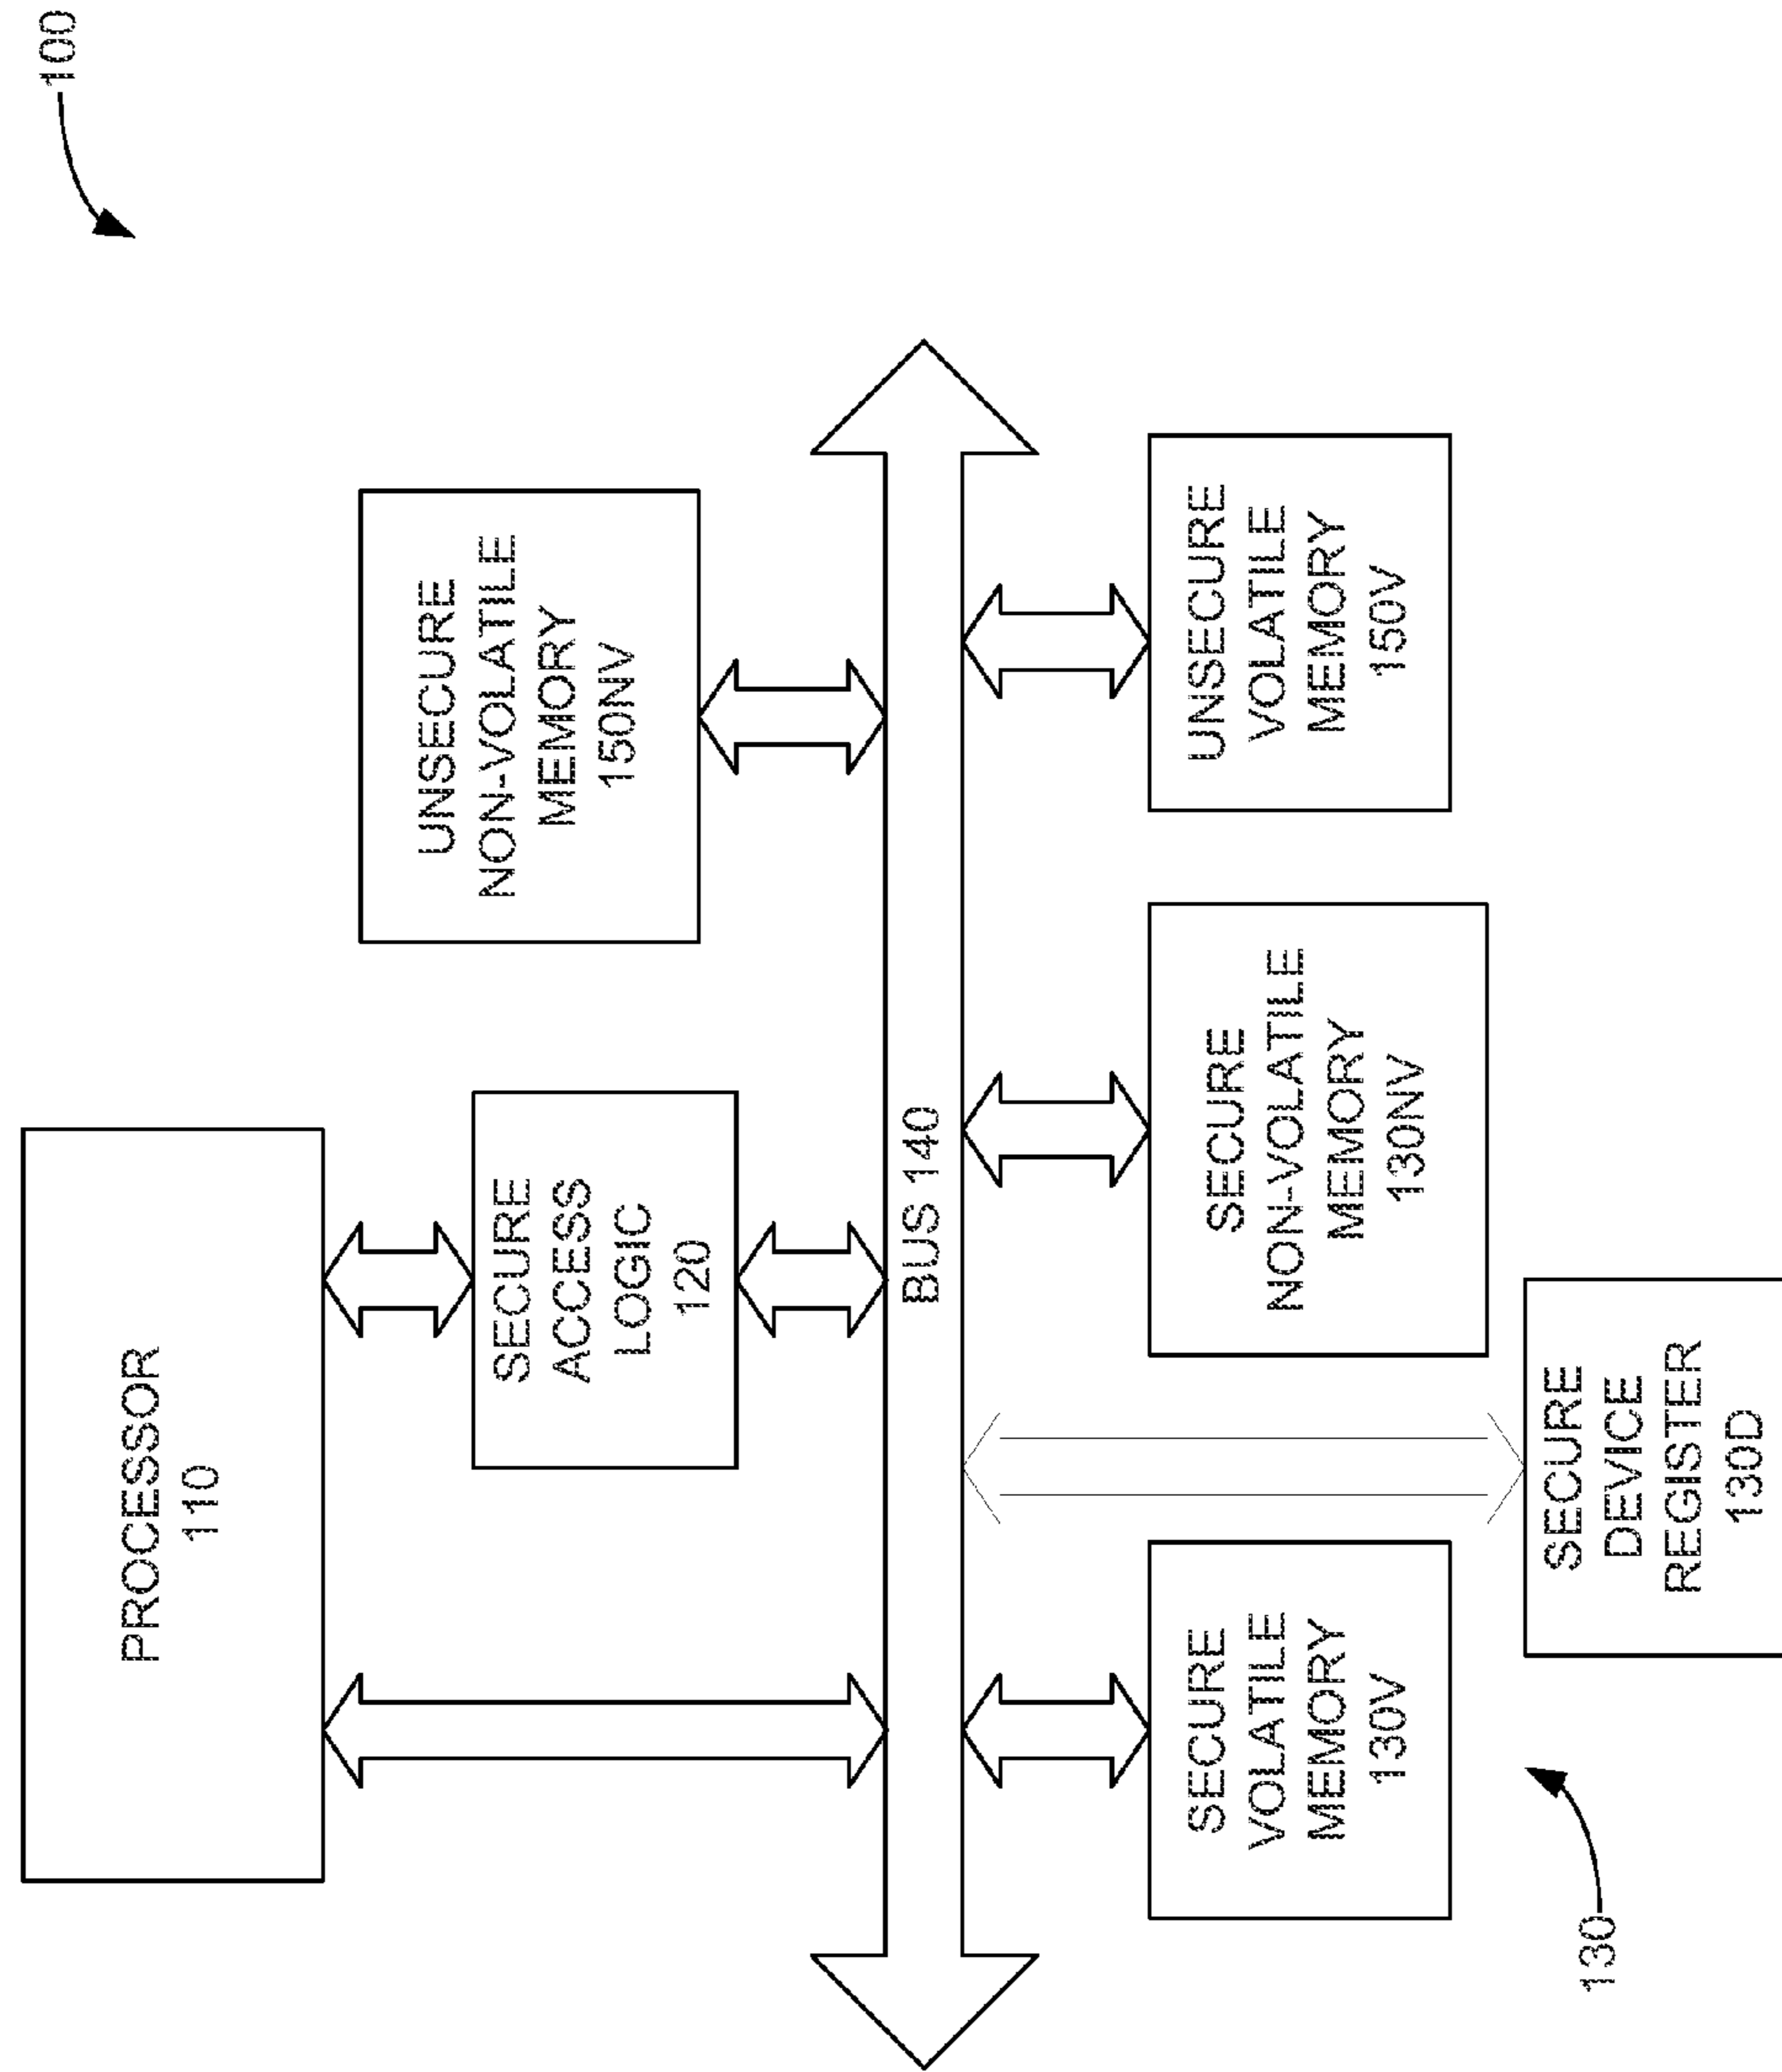 100
PROCESSOR
110
SECURE
ACCESS
LOGIC
120
UNSECURE
NON-VOLATILE
MEMORY
150NV
BUS 140
SECURE
VOLATILE
MEMORY
130V
SECURE
NON-VOLATILE
MEMORY
130NV
UNSECURE
VOLATILE
MEMORY
150V
SECURE
DEVICE
REGISTER
130D
130